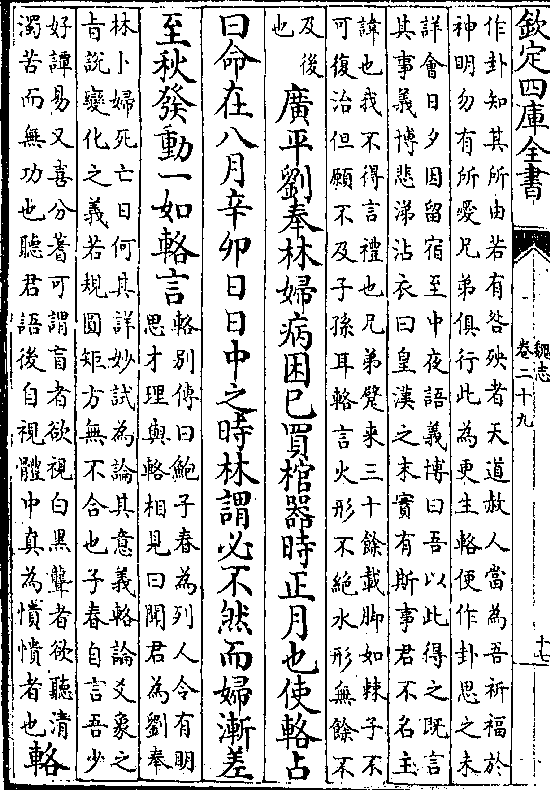 欽定四庫全書
魏志
卷二十九
十七
作卦知其所由若有咎殃者天道赦人當為吾祈福於
神明勿有所愛兄弟俱行此為更生輅便作卦思之未
詳會日夕因留宿至中夜語義博曰吾以此得之既言
其事義博悲涕沾衣曰皇漢之末實有斯事君不名主
諱也我不得言禮也兄弟躄來三十餘載脚如棘子不
可復治但願不及子孫耳輅言火形不絕水形無餘不
及後
也
廣平劉奉林婦病困已買棺器時正月也使輅占
曰命在八月辛卯日日中之時林謂必不然而婦漸差
至秋發動一如輅言
輅別傳曰鮑子春為列人令有明
思才理與輅相見曰聞君為劉奉
林卜婦死亡日何其詳妙試為論其意義輅論爻象之
旨說變化之義若規圓矩方無不合也子春自言吾少
好譚易又喜分蓍可謂盲者欲視白黑聾者欲聽清
濁苦而無功也聽君語後自視體中真為憒憒者也
輅